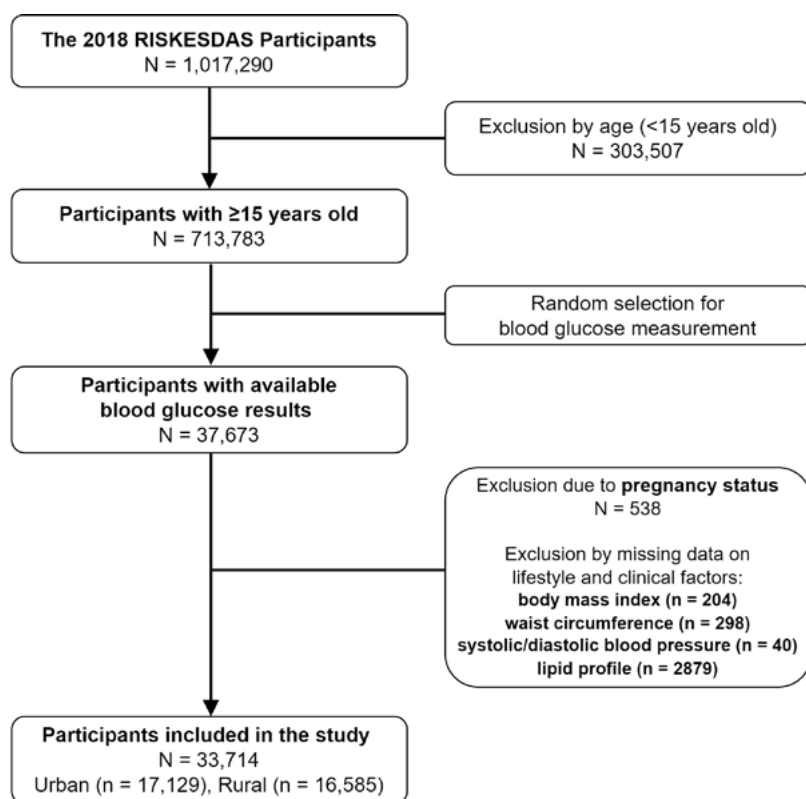 The 2018 RISKESDAS Participants
N = 1,017,290
Exclusion by age (<15 years old)
N = 303,507
Participants with ≥15 years old
N = 713,783
Random selection for
blood glucose measurement
Participants with available
blood glucose results
N = 37,673
Exclusion due to pregnancy status
N = 538
Exclusion by missing data on
lifestyle and clinical factors:
body mass index (n = 204)
waist circumference (n = 298)
systolic/diastolic blood pressure (n = 40)
lipid profile (n = 2879)
Participants included in the study
N = 33,714
Urban (n = 17,129), Rural (n = 16,585)